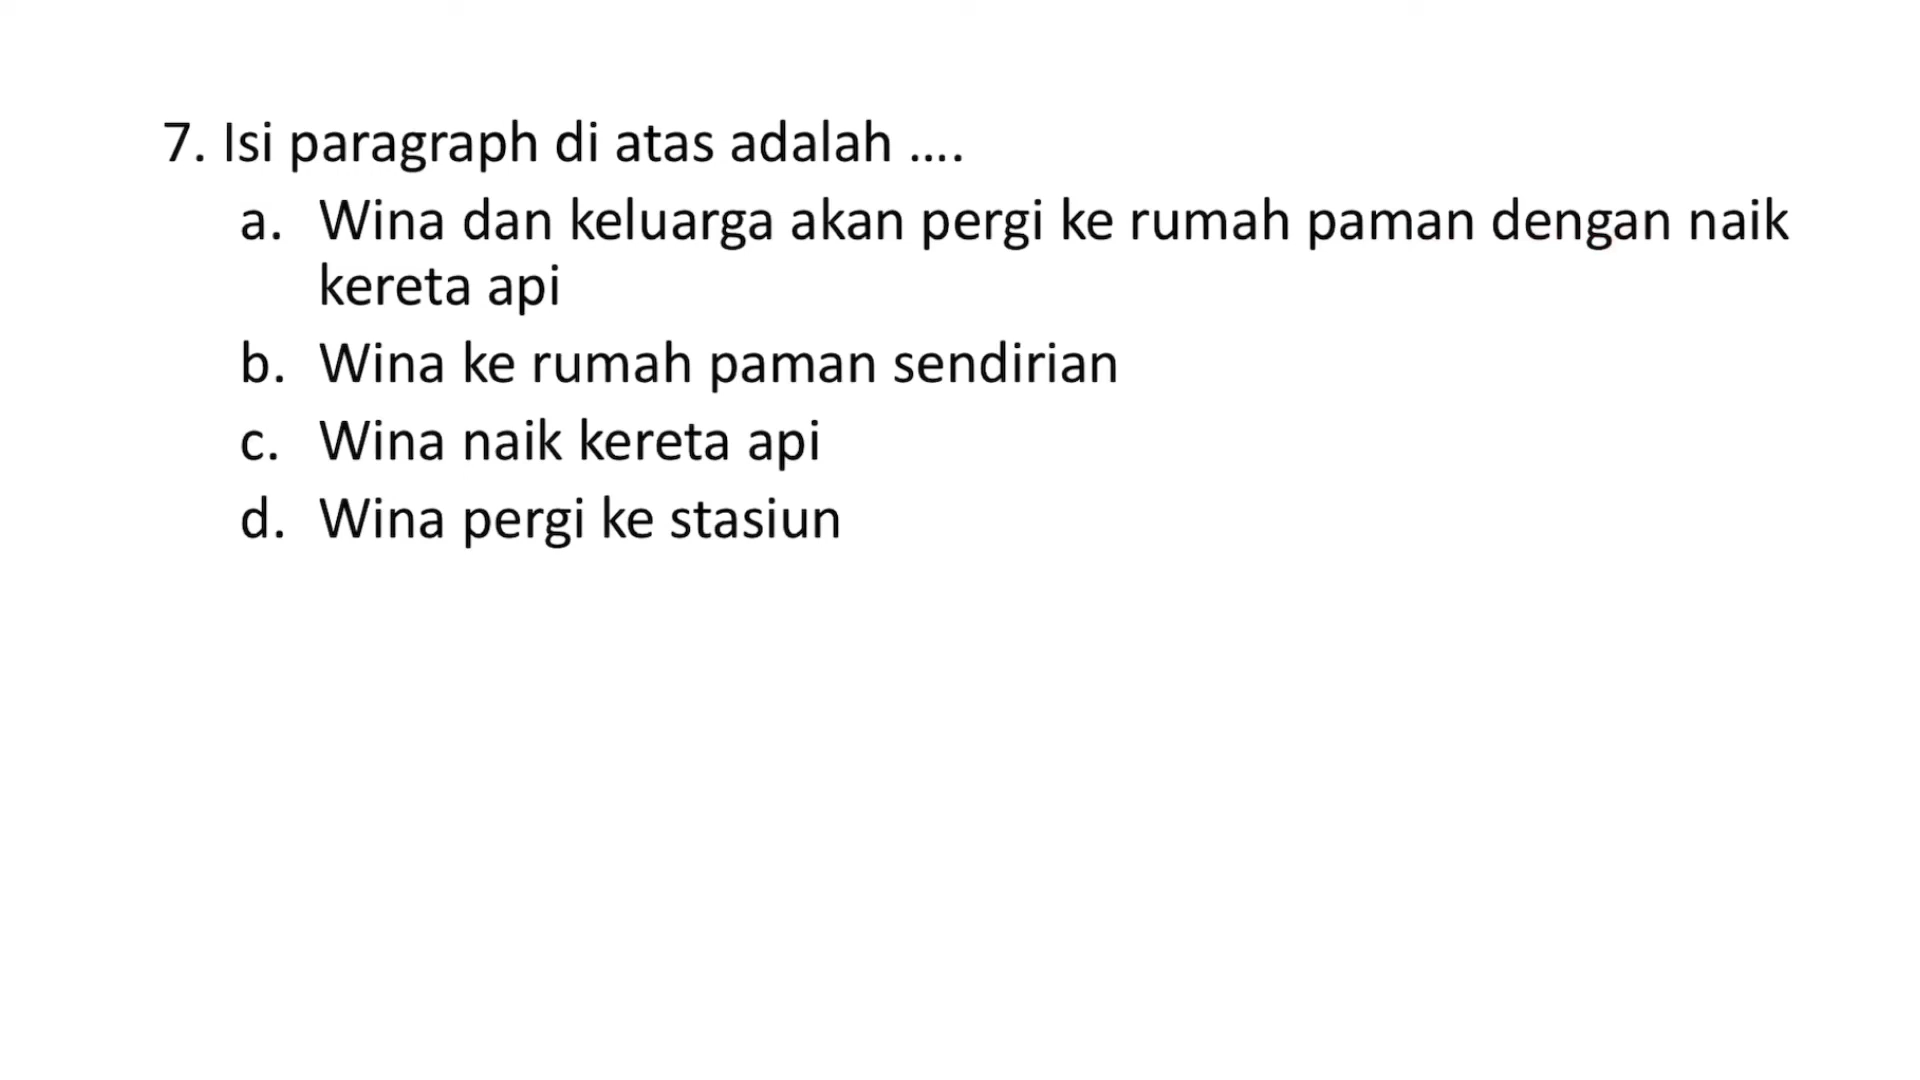 7. Isi paragraph di atas adalah ....
a. Wina dan keluarga akan pergi ke rumah paman dengan naik
kereta api
b. Wina ke rumah paman sendirian
c. Wina naik kereta api
d. Wina pergi ke stasiun